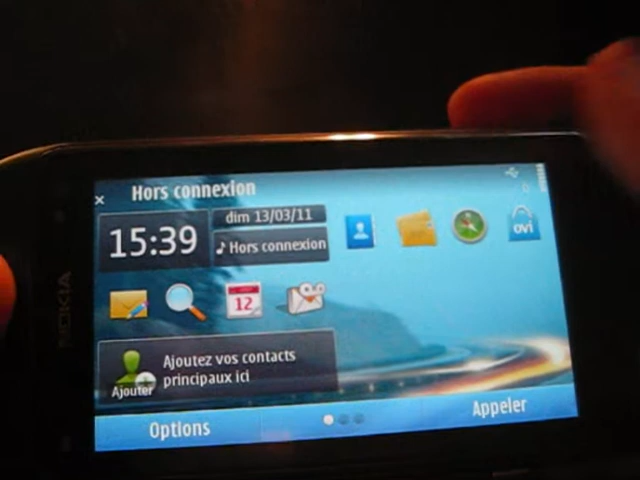 Hors connexion
15:39
dim 13/03/11
Hors connexion
ovi
12
Ajoutez vos contacts
principaux ici
Ajouter
Options
Appeler
NOKIA